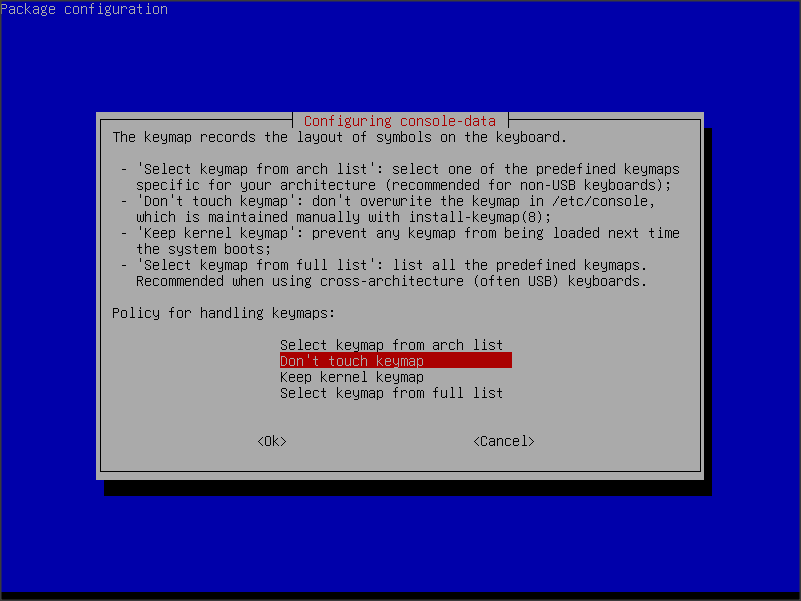 Package configuration
Configuring console-data
The keymap records the layout of symbols on the keyboard.
- 'Select keymap from arch list': select one of the predefined keymaps
specific for your architecture (recommended for non-USB keyboards);
- 'Don't touch keymap': don't overwrite the keymap in /etc/console,
which is maintained manually with install-keymap(8);
- 'Keep kernel keymap': prevent any keymap from being loaded next time
the system boots;
- 'Select keymap from full list': list all the predefined keymaps.
Recommended when using cross-architecture (often USB) keyboards.
Policy for handling keymaps:
Select keymap from arch list
Don't touch keymap
Keep kernel keymap
Select keymap from full list
<Ok> <Cancel>